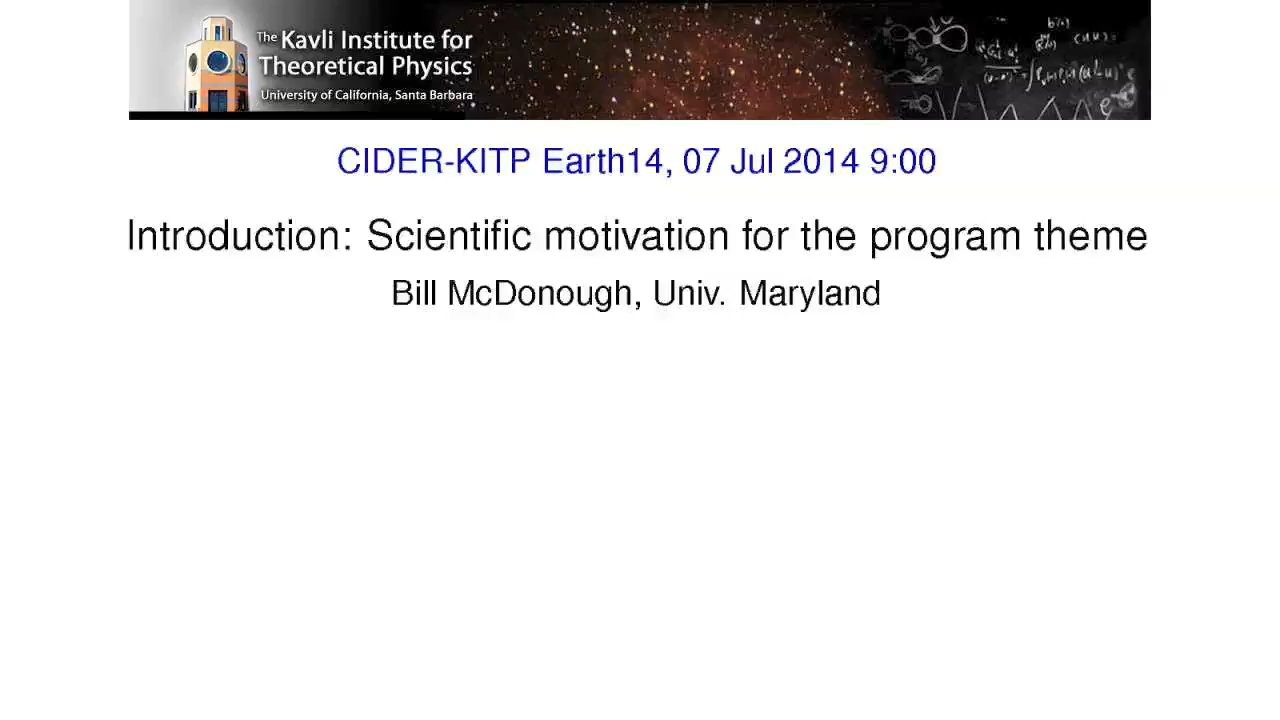 The Kavli Institute for
Theoretical Physics
University of California, Santa Barbara
CIDER-KITP Earth14, 07 Jul 2014 9:00
Introduction: Scientific motivation for the program theme
Bill McDonough, Univ. Maryland